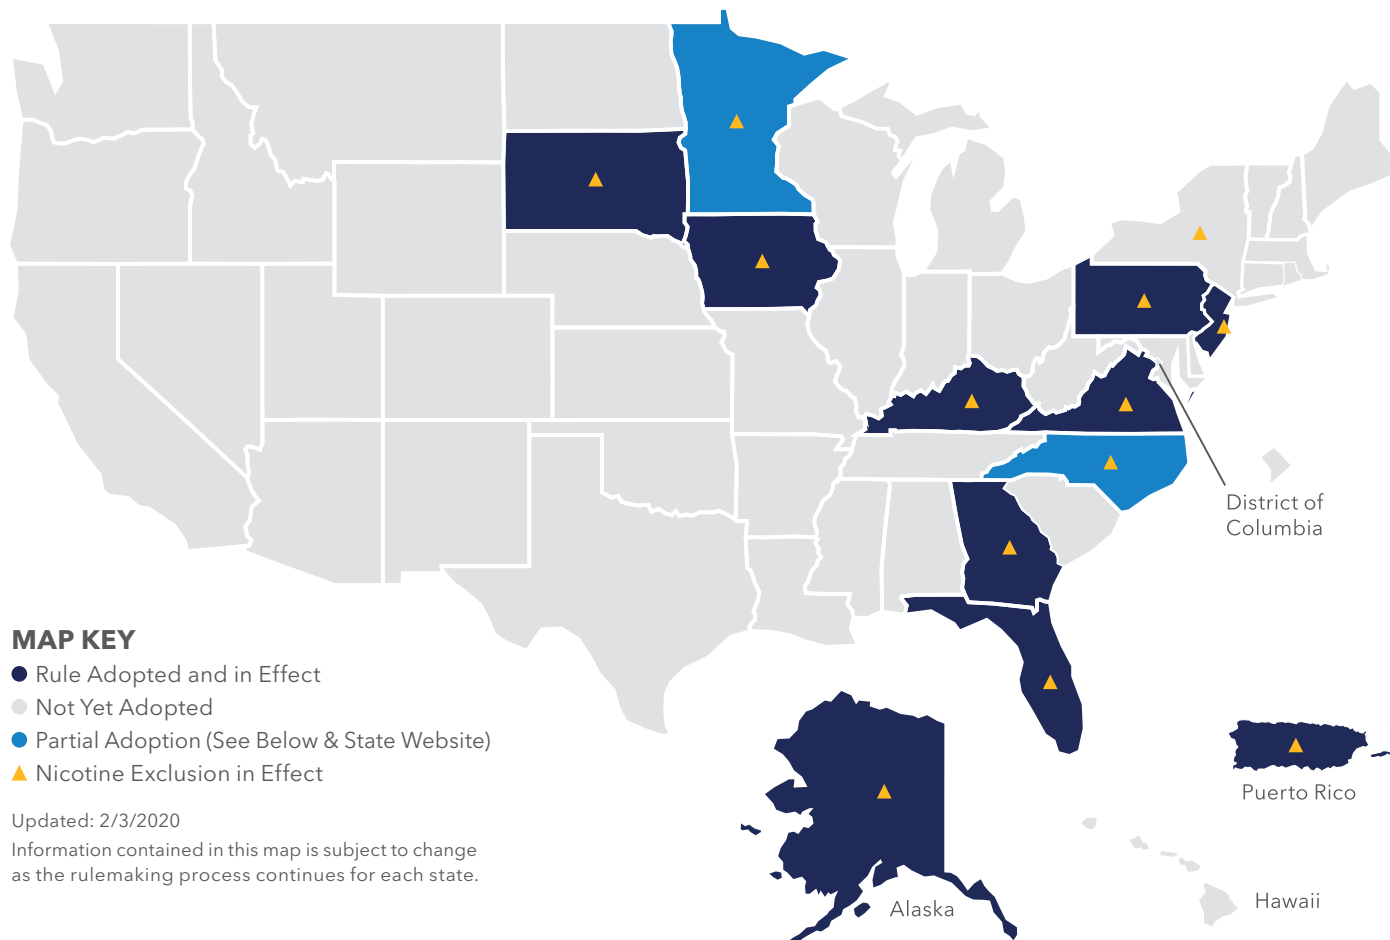 District of
Columbia
MAP KEY
Rule Adopted and in Effect
Not Yet Adopted
Partial Adoption (See Below & State Website)
Nicotine Exclusion in Effect
Updated: 2/3/2020
Information contained in this map is subject to change
as the rulemaking process continues for each state.
Puerto Rico
Alaska
Hawaii